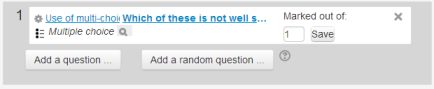 1 Use of multi-choi Which of these is not well s... Marked out of:
Multiple choice 1 Save
Add a question ... Add a random question ...